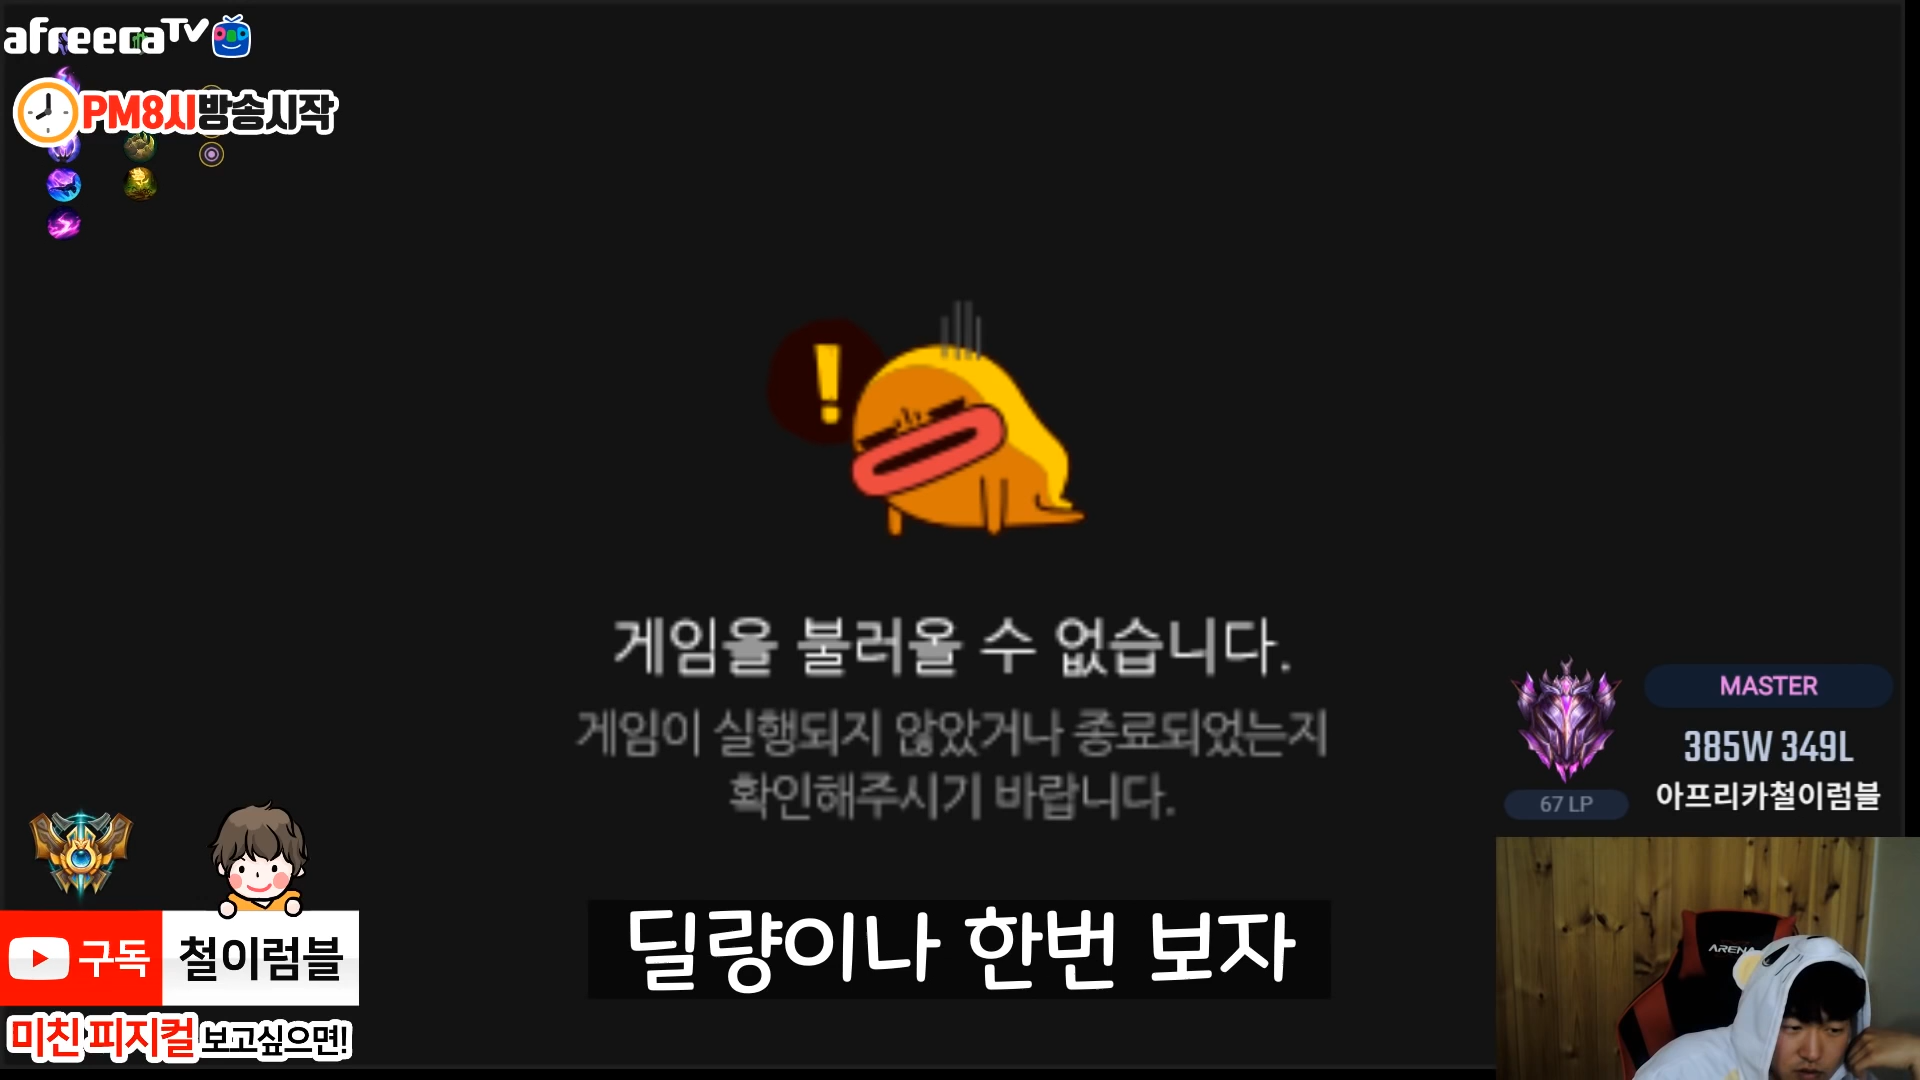 afreecaTV
PM8시방송시작
!
게임을 불러올 수 없습니다.
게임이 실행되지 않았거나 종료되었는지
확인해주시기 바랍니다.
MASTER
385W 349L
67 LP
아프리카철이럼블
딜량이나 한번 보자
구독
철이럼블
미친 피지컬 보고싶으면!
ARENA